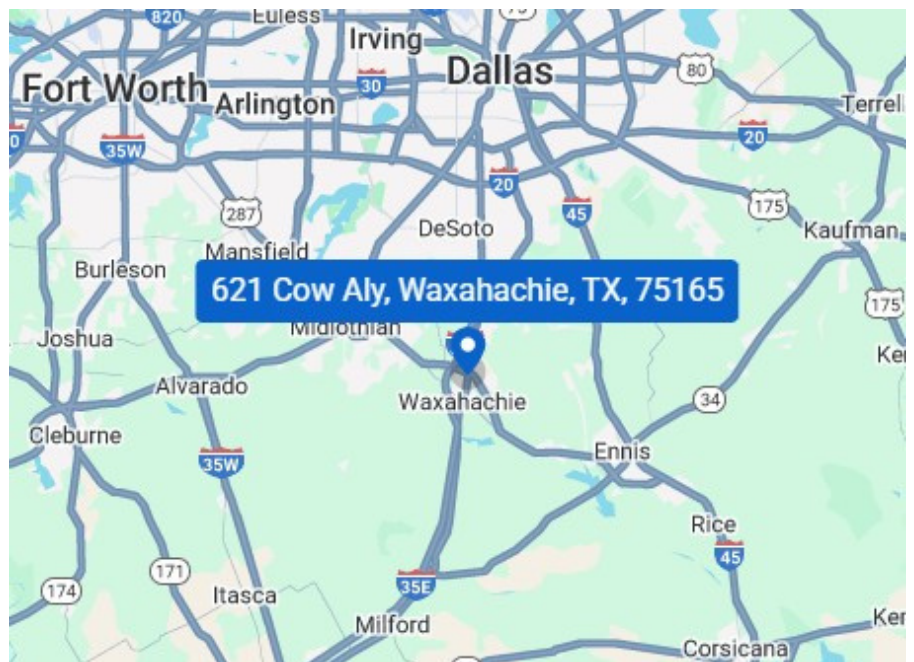 820
Euless
75
Irving
Dallas
80
Fort Worth
30
Arlington
Terrell
35W
20
20
287
45
175
DeSoto
Kaufman
Mansfield
Burleson
621 Cow Aly, Waxahachie, TX, 75165
175
Midlothian
Joshua
Alvarado
Waxahachie
34
Cleburne
35W
Ennis
Rice
45
171
35E
174
Itasca
Milford
Corsicana